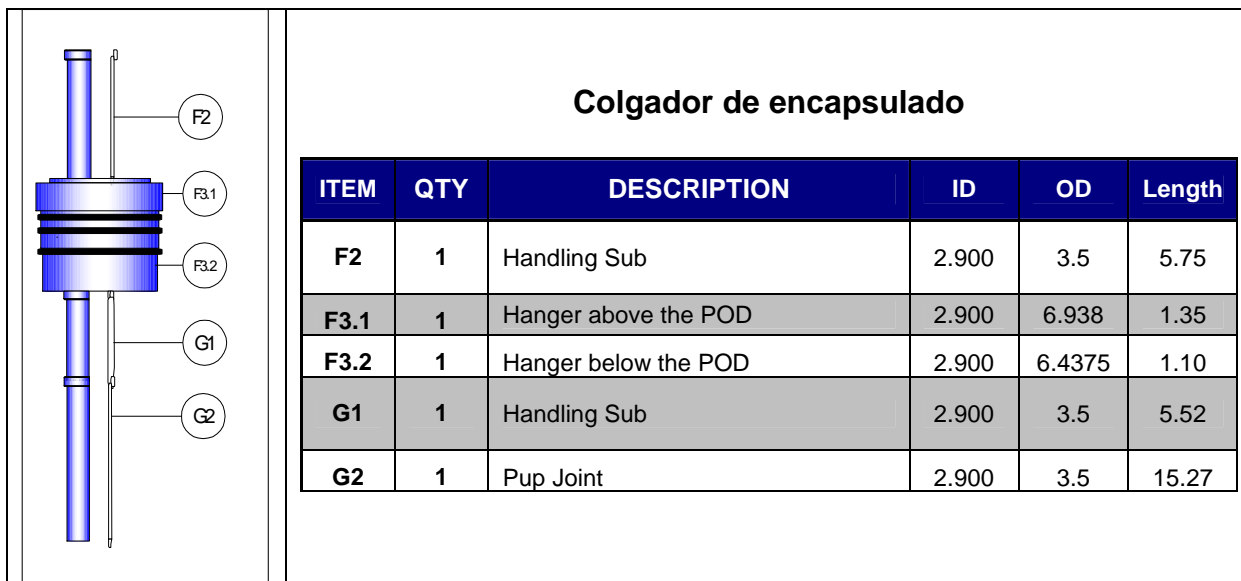 F2
F3.1
F3.2
G1
G2
Colgador de encapsulado
ITEM QTY DESCRIPTION ID OD Length
F2 1 Handling Sub 2.900 3.5 5.75
F3.1 1 Hanger above the POD 2.900 6.938 1.35
F3.2 1 Hanger below the POD 2.900 6.4375 1.10
G1 1 Handling Sub 2.900 3.5 5.52
G2 1 Pup Joint 2.900 3.5 15.27